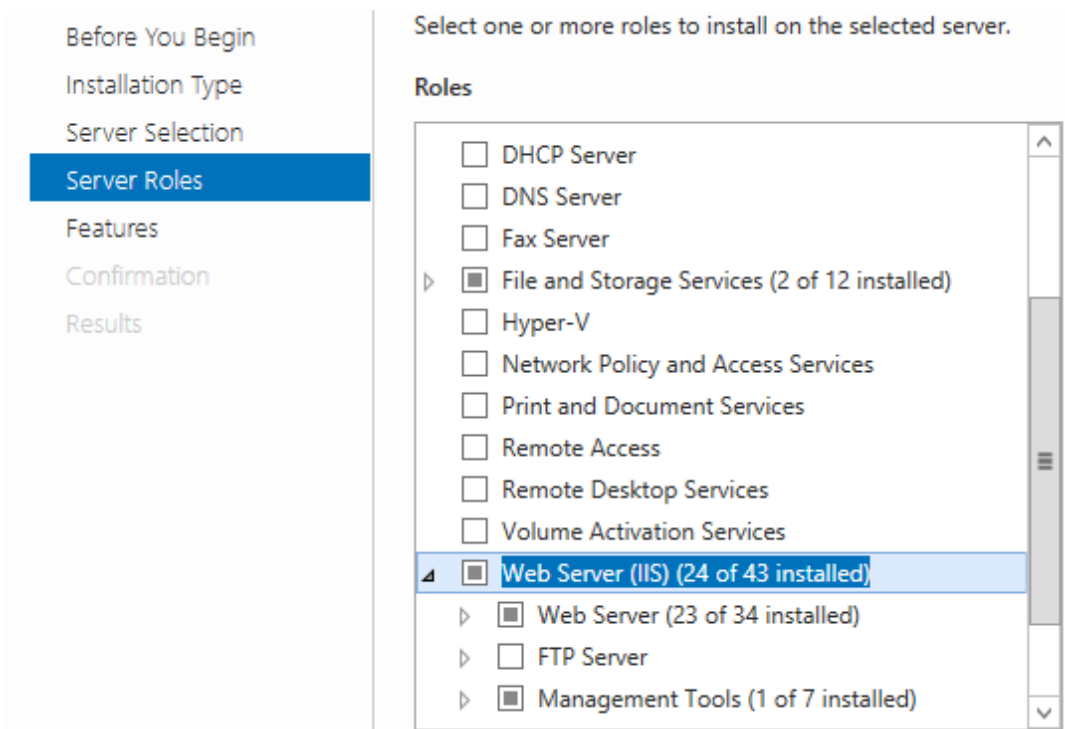 Before You Begin
Installation Type
Server Selection
Server Roles
Features
Confirmation
Results
Select one or more roles to install on the selected server.
Roles
DHCP Server
DNS Server
Fax Server
File and Storage Services (2 of 12 installed)
Hyper-V
Network Policy and Access Services
Print and Document Services
Remote Access
Remote Desktop Services
Volume Activation Services
Web Server (IIS) (24 of 43 installed)
Web Server (23 of 34 installed)
FTP Server
Management Tools (1 of 7 installed)